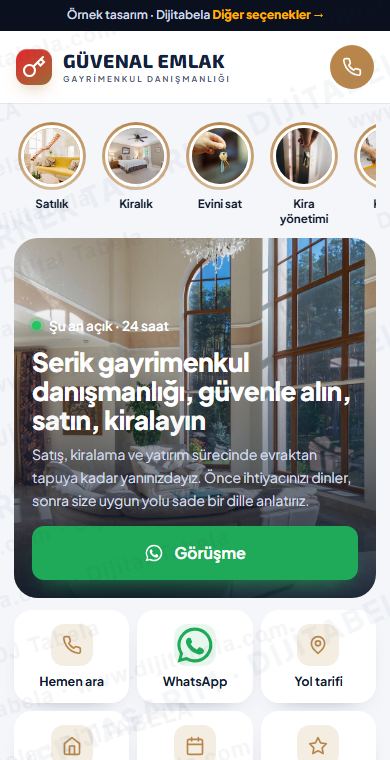 Örnek tasarım · Dijitabela Diğer seçenekler →
GÜVENAL EMLAK
GAYRİMENKUL DANIŞMANLIĞI
Satılık
Kiralık
Evini sat
Kira
yönetimi
Şu an açık · 24 saat
Serik gayrimenkul
danışmanlığı, güvenle alın,
satın, kiralayın
Satış, kiralama ve yatırım sürecinde evraktan
tapuya kadar yanınızdayız. Önce ihtiyacınızı dinler,
sonra size uygun yolu sade bir dille anlatırız.
Görüşme
Hemen ara
WhatsApp
Yol tarifi